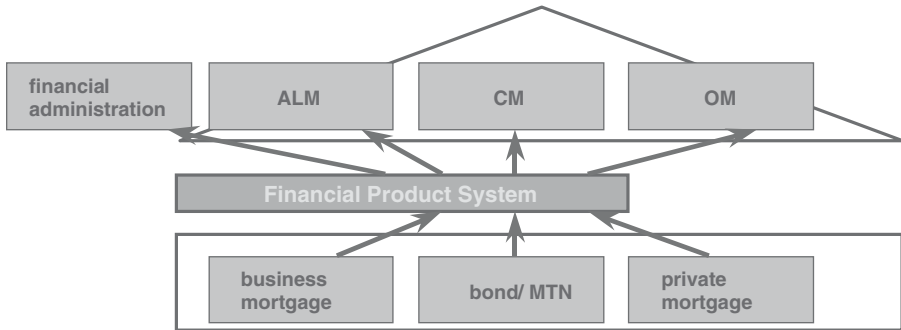 financial
administration
ALM
CM
OM
Financial Product System
business
mortgage
bond/ MTN
private
mortgage